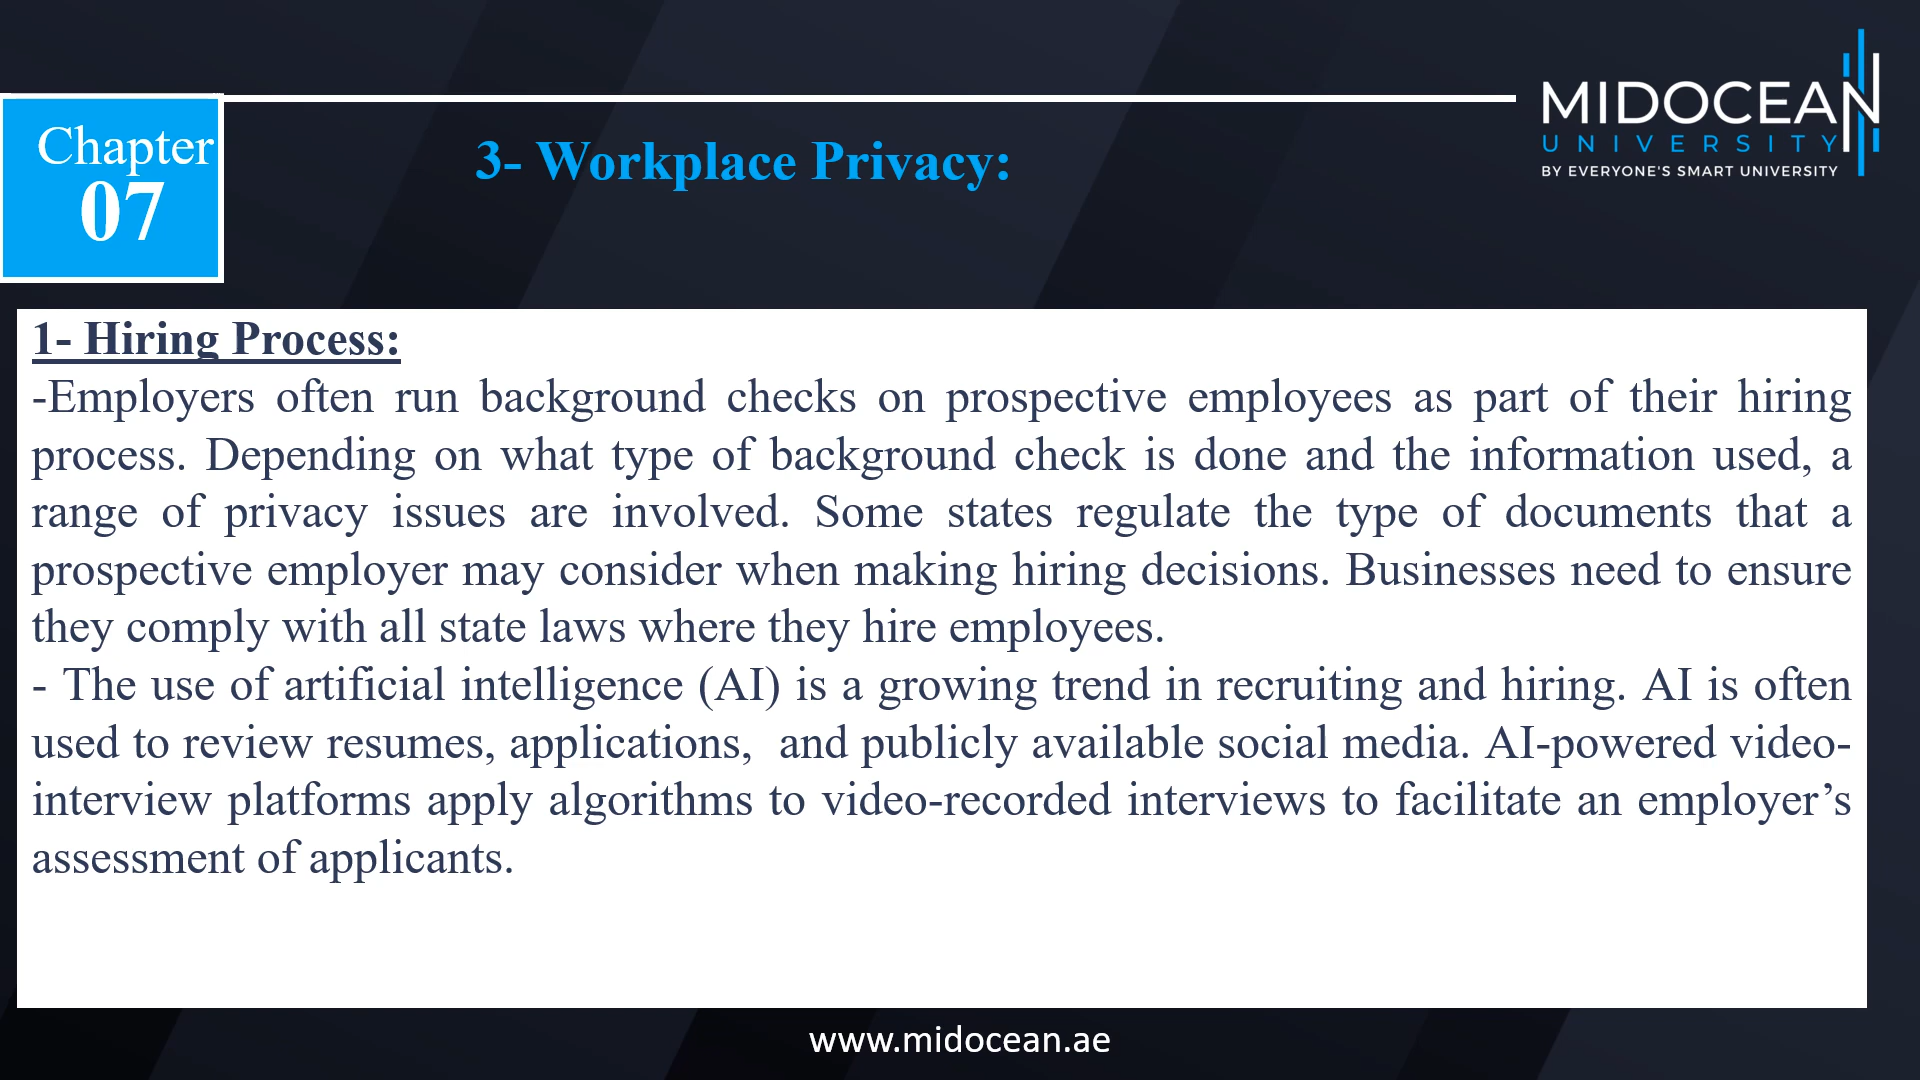 Chapter
07
3- Workplace Privacy:
MIDOCEAN
UNIVERSITY
BY EVERYONE'S SMART UNIVERSITY
1- Hiring Process:
-Employers often run background checks on prospective employees as part of their hiring
process. Depending on what type of background check is done and the information used, a
range of privacy issues are involved. Some states regulate the type of documents that a
prospective employer may consider when making hiring decisions. Businesses need to ensure
they comply with all state laws where they hire employees.
- The use of artificial intelligence (AI) is a growing trend in recruiting and hiring. AI is often
used to review resumes, applications,  and publicly available social media. AI-powered video-
interview platforms apply algorithms to video-recorded interviews to facilitate an employer’s
assessment of applicants.
www.midocean.ae